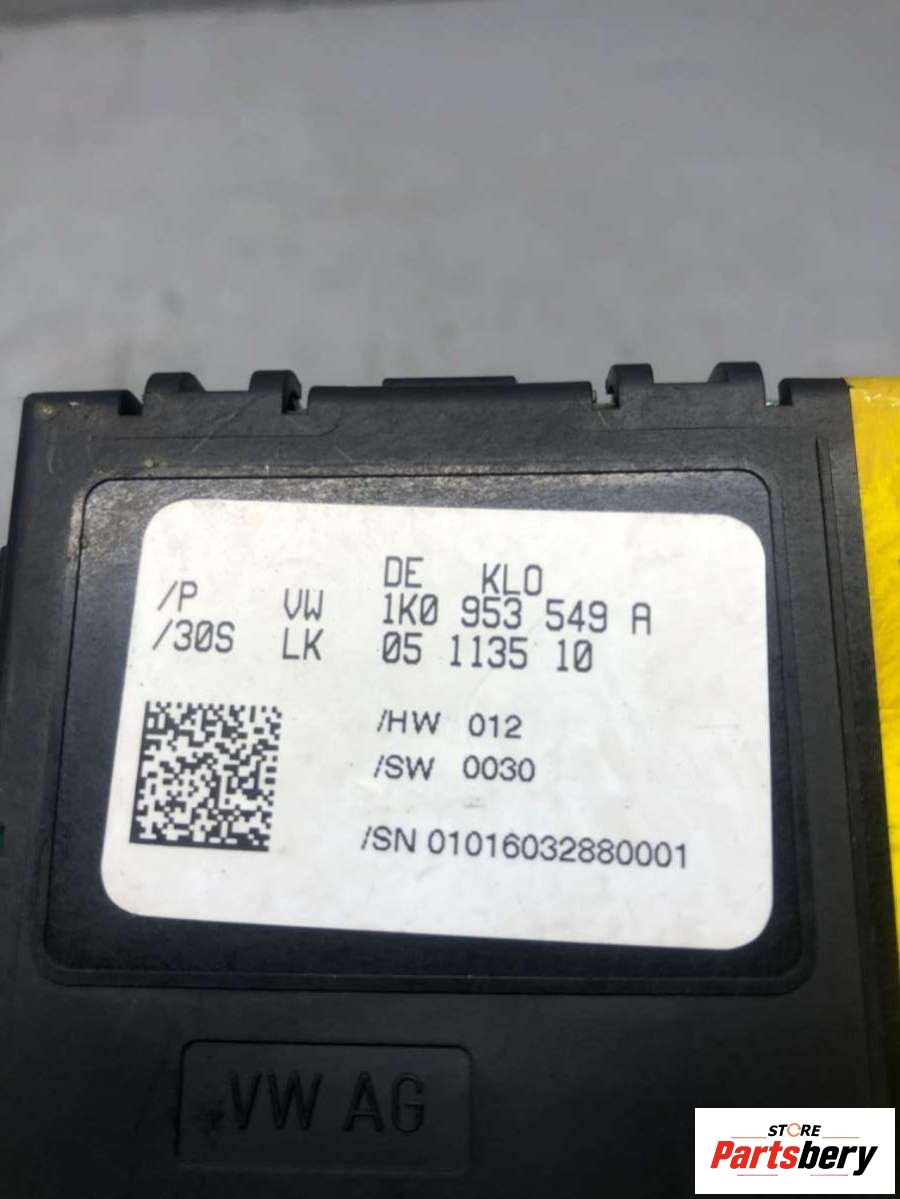 DE KLO
/P VW 1K0 953 549 A
/30S LK 05 1135 10
/HW 012
/SW 0030
/SN 01016032880001
VW AG
STORE
Partsbery